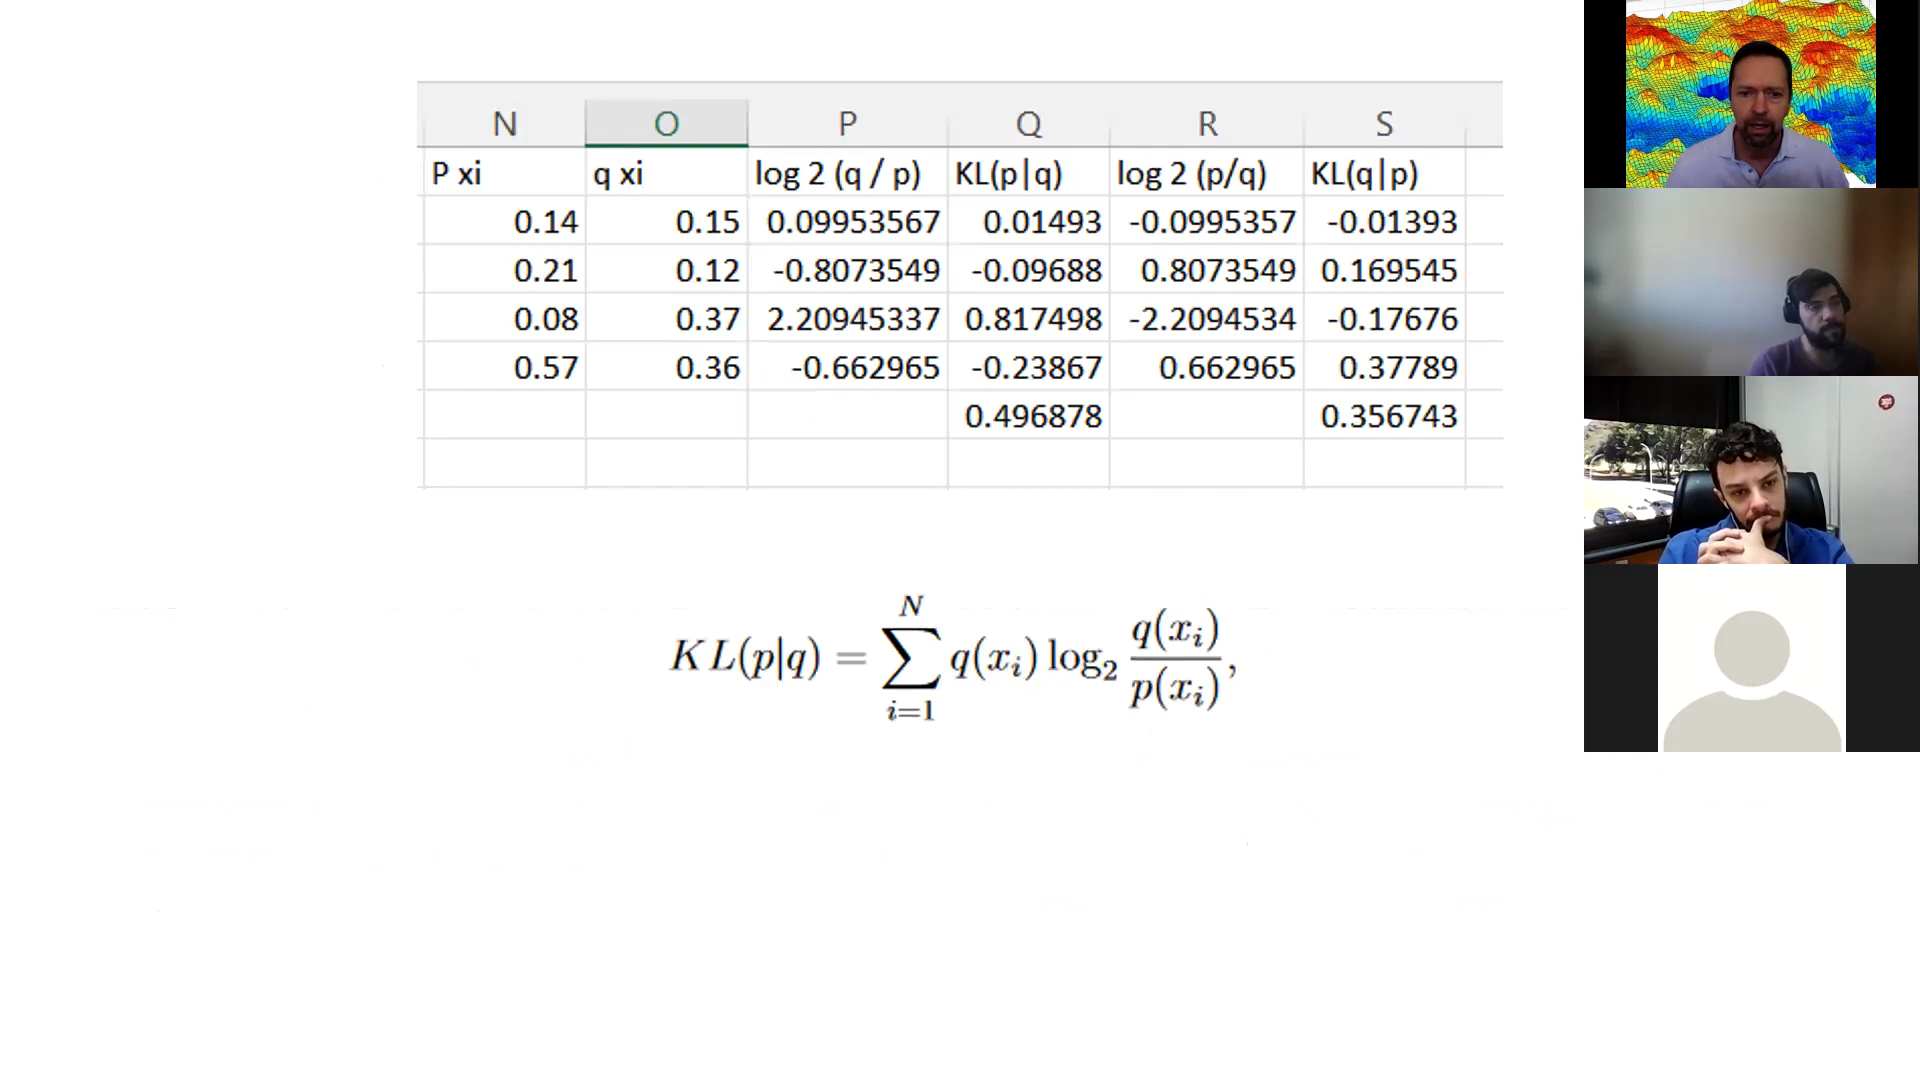 N O P Q R S
P xi q xi log 2 (q / p) KL(p|q) log 2 (p/q) KL(q|p)
0.14 0.15 0.09953567 0.01493 -0.0995357 -0.01393
0.21 0.12 -0.8073549 -0.09688 0.8073549 0.169545
0.08 0.37 2.20945337 0.817498 -2.2094534 -0.17676
0.57 0.36 -0.662965 -0.23867 0.662965 0.37789
0.496878 0.356743
KL(p|q) = \sum_{i=1}^{N} q(x_i) log_2 \frac{q(x_i)}{p(x_i)},